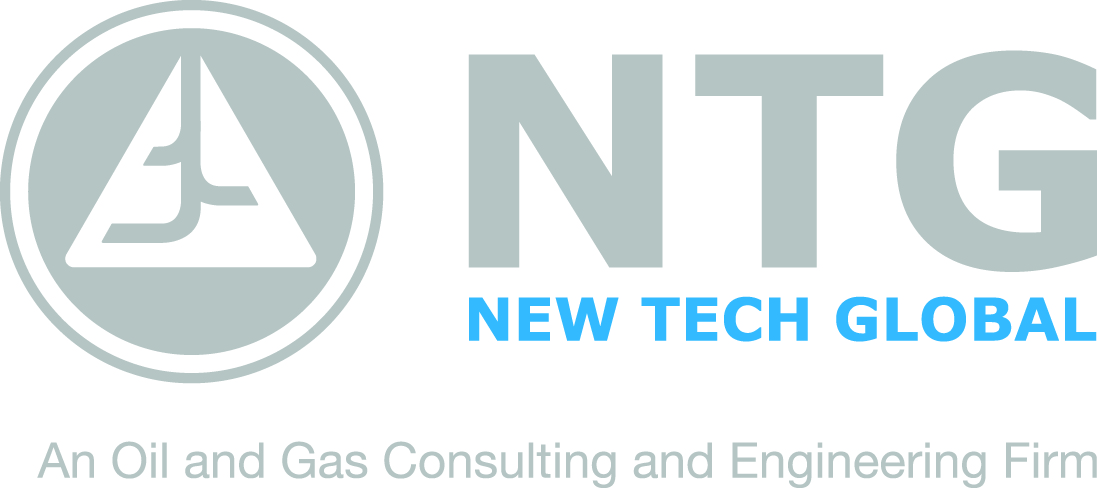 NTG
NEW TECH GLOBAL
An Oil and Gas Consulting and Engineering Firm